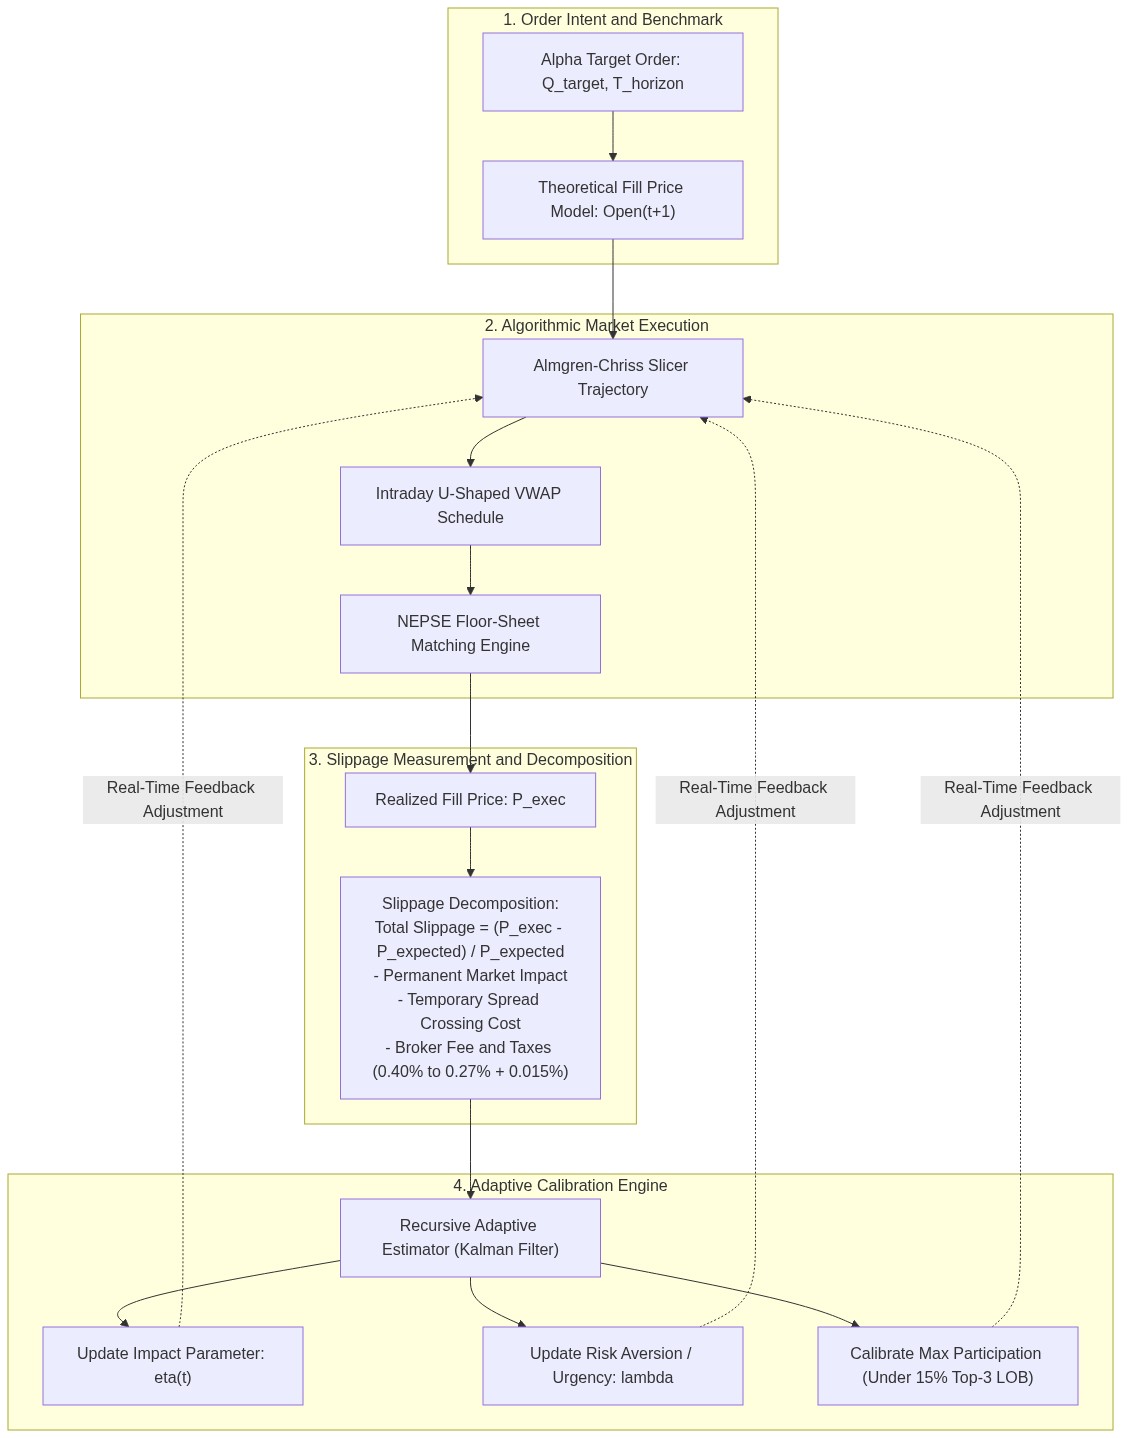 1. Order Intent and Benchmark
Alpha Target Order:
Q_target, T_horizon
Theoretical Fill Price
Model: Open(t+1)
2. Algorithmic Market Execution
Almgren-Chriss Slicer
Trajectory
Intraday U-Shaped VWAP
Schedule
NEPSE Floor-Sheet
Matching Engine
3. Slippage Measurement and Decomposition
Realized Fill Price: P_exec
Real-Time Feedback
Adjustment
Real-Time Feedback
Adjustment
Real-Time Feedback
Adjustment
Slippage Decomposition:
Total Slippage = (P_exec -
P_expected) / P_expected
- Permanent Market Impact
- Temporary Spread
Crossing Cost
- Broker Fee and Taxes
(0.40% to 0.27% + 0.015%)
4. Adaptive Calibration Engine
Recursive Adaptive
Estimator (Kalman Filter)
Update Impact Parameter:
eta(t)
Update Risk Aversion /
Urgency: lambda
Calibrate Max Participation
(Under 15% Top-3 LOB)